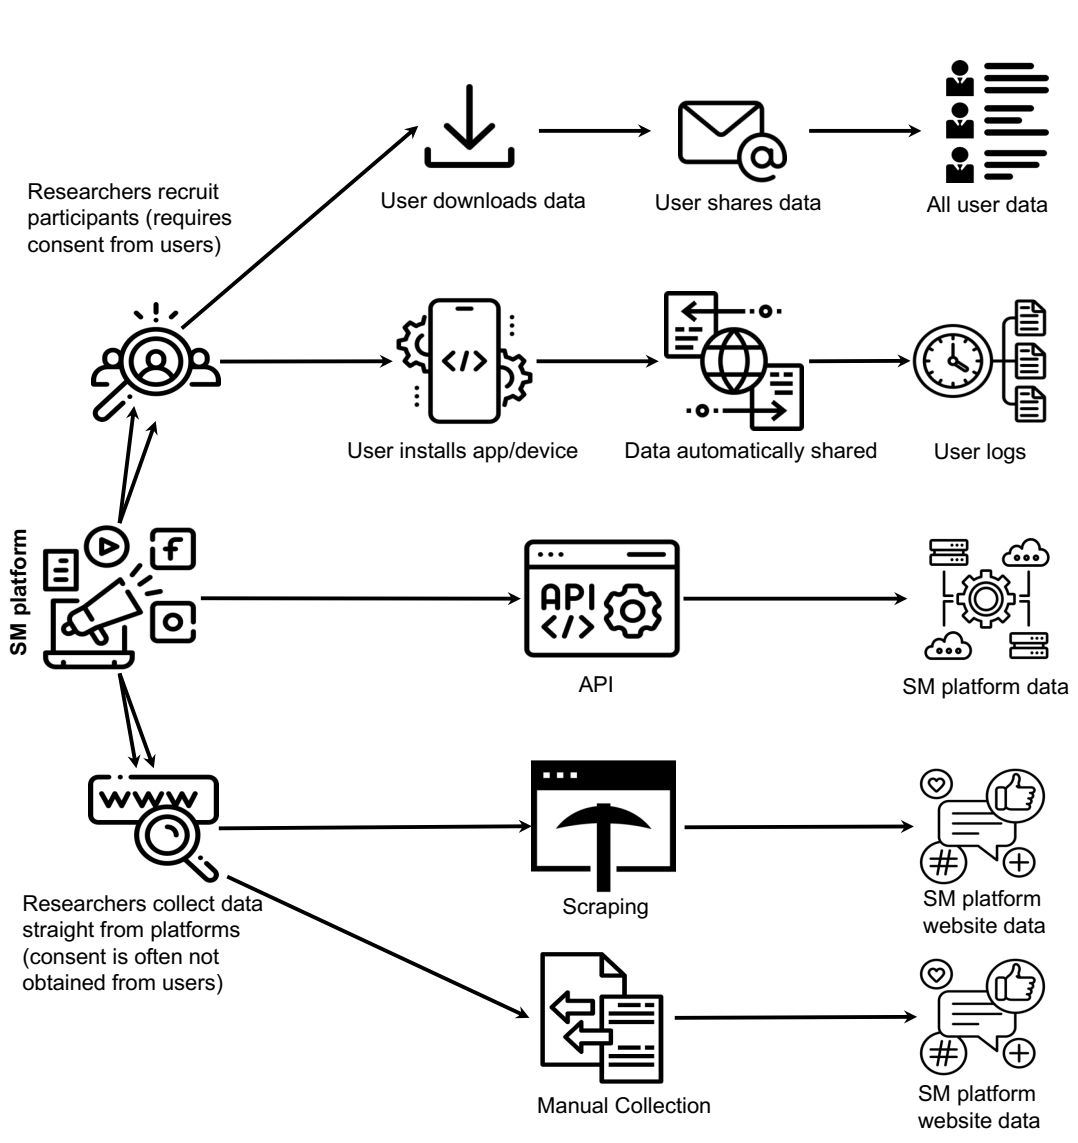 Researchers recruit
participants (requires
consent from users)
User downloads data
User shares data
All user data
</>
User installs app/device
Data automatically shared
User logs
SM platform
f
API
</>
API
SM platform data
WWW
Researchers collect data
straight from platforms
(consent is often not
obtained from users)
Scraping
#
SM platform
website data
Manual Collection
#
SM platform
website data